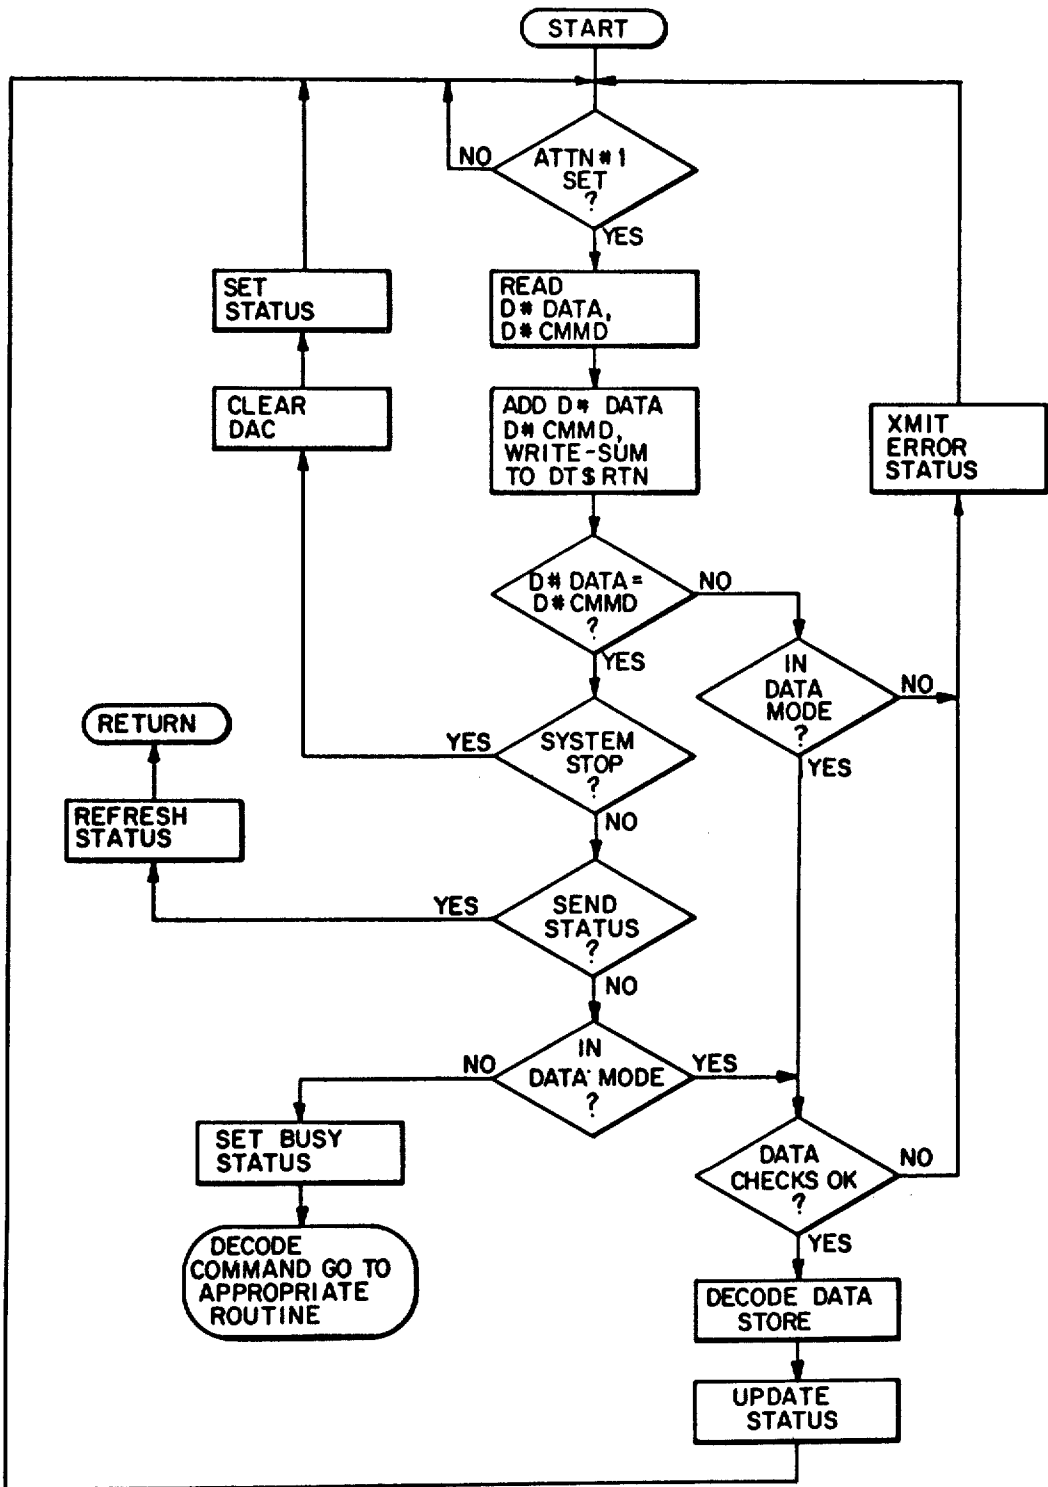 START
NO
ATTN#1
SET
?
YES
SET
STATUS
READ
D# DATA,
D# CMMD
CLEAR
DAC
ADD D# DATA
D# CMMD,
WRITE-SUM
TO DT$RTN
XMIT
ERROR
STATUS
D# DATA=
D# CMMD
?
NO
YES
IN
DATA
MODE
?
NO
YES
RETURN
YES
SYSTEM
STOP
?
NO
REFRESH
STATUS
YES
SEND
STATUS
?
NO
NO
IN
DATA MODE
?
YES
SET BUSY
STATUS
DATA
CHECKS OK
?
NO
YES
DECODE
COMMAND GO TO
APPROPRIATE
ROUTINE
DECODE DATA
STORE
UPDATE
STATUS